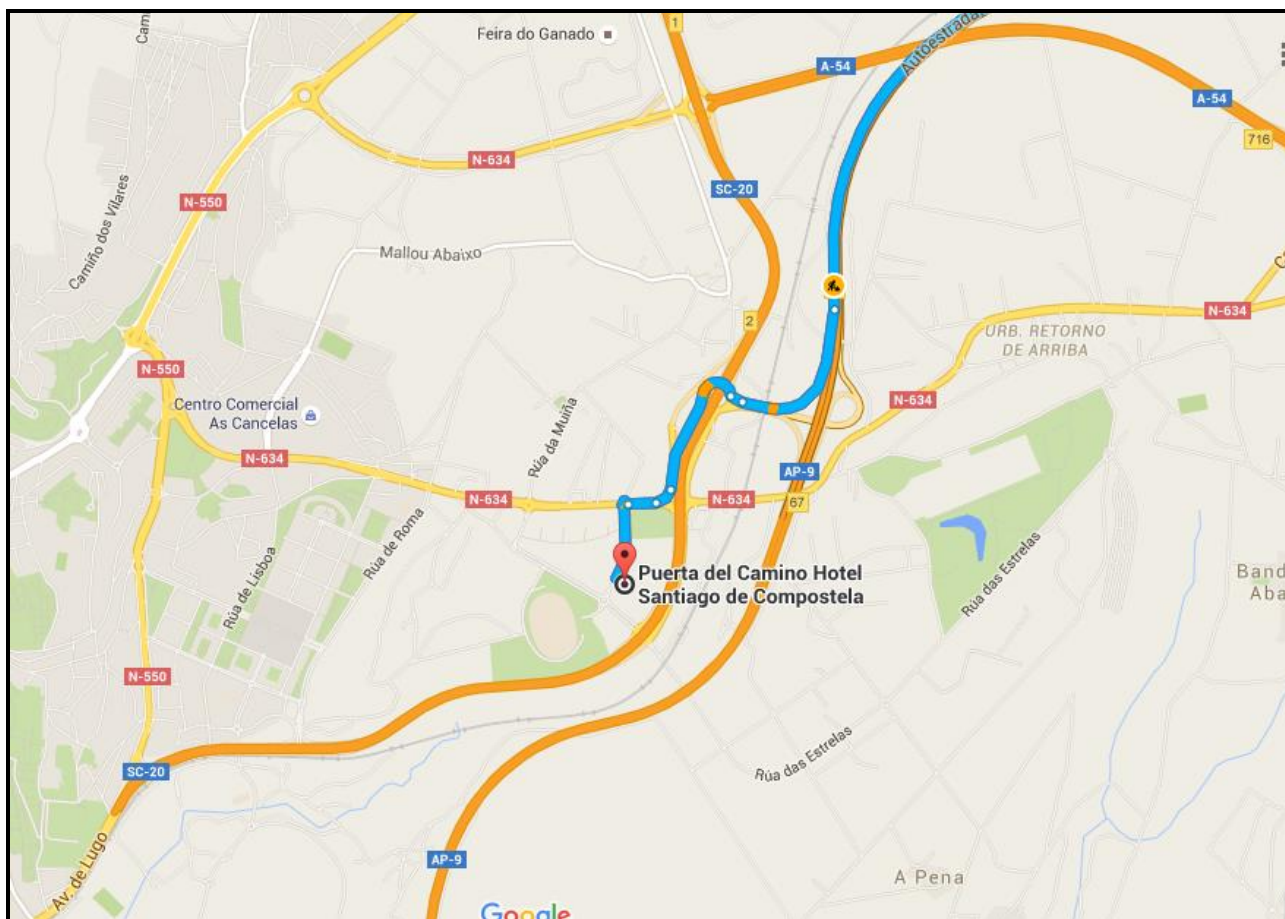 Feira do Ganado
1
Autoestrada
A-54
A-54
716
N-634
SC-20
N-550
Camiño dos Vilares
Mallou Abaixo
2
N-634
URB. RETORNO
DE ARRIBA
N-550
Centro Comercial
As Cancelas
N-634
Rúa da Muiña
N-634
AP-9
N-634
N-634
67
Rúa de Roma
Rúa de Lisboa
Puerta del Camino Hotel
Santiago de Compostela
Rúa das Estrelas
N-550
SC-20
Rúa das Estrelas
Av. de Lugo
AP-9
A Pena
Google